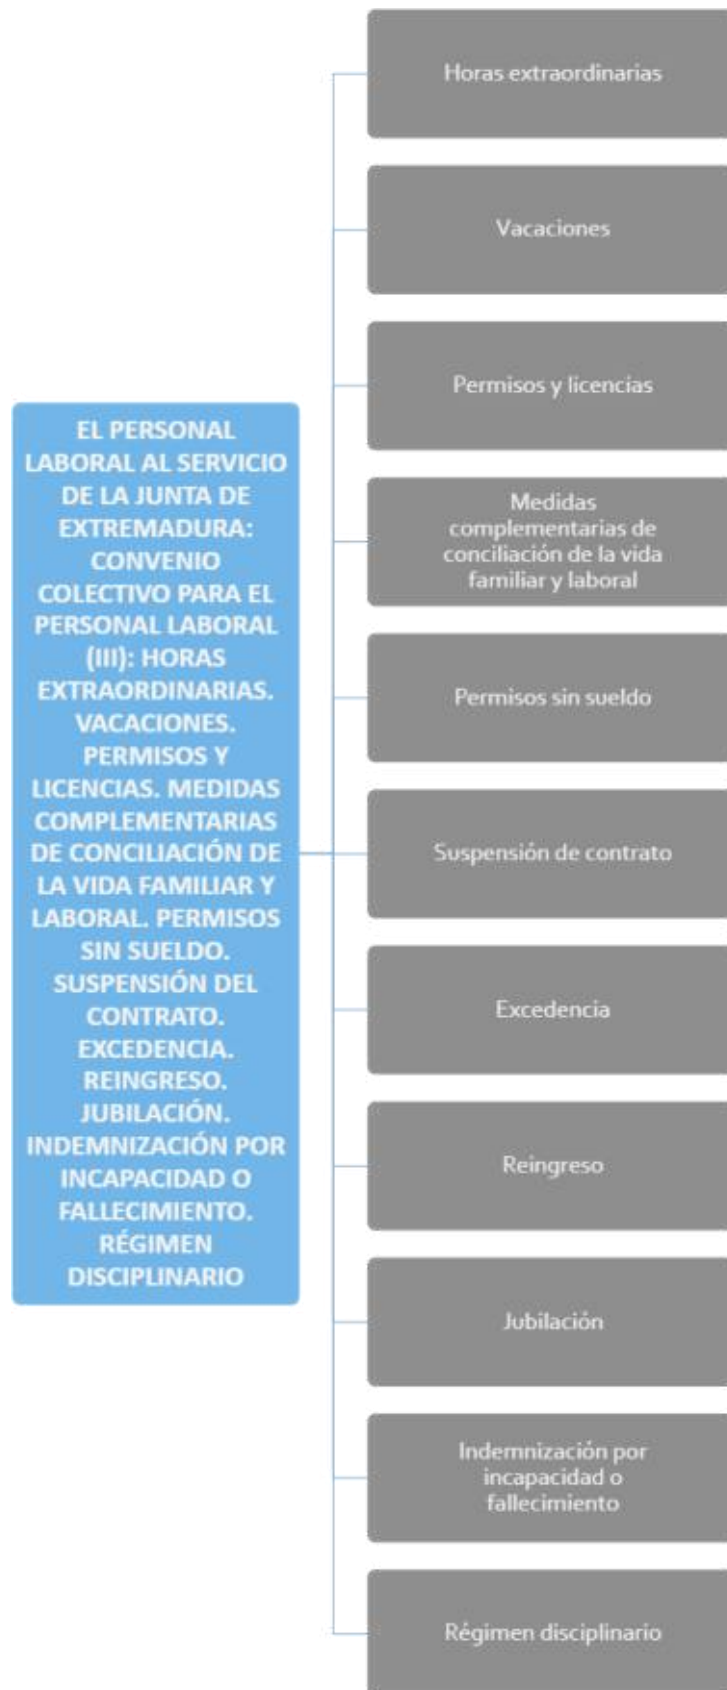 EL PERSONAL
LABORAL AL SERVICIO
DE LA JUNTA DE
EXTREMADURA:
CONVENIO
COLECTIVO PARA EL
PERSONAL LABORAL
(III): HORAS
EXTRAORDINARIAS.
VACACIONES.
PERMISOS Y
LICENCIAS. MEDIDAS
COMPLEMENTARIAS
DE CONCILIACIÓN DE
LA VIDA FAMILIAR Y
LABORAL. PERMISOS
SIN SUELDO.
SUSPENSIÓN DEL
CONTRATO.
EXCEDENCIA.
REINGRESO.
JUBILACIÓN.
INDEMNIZACIÓN POR
INCAPACIDAD O
FALLECIMIENTO.
RÉGIMEN
DISCIPLINARIO
Horas extraordinarias
Vacaciones
Permisos y licencias
Medidas
complementarias de
conciliación de la vida
familiar y laboral
Permisos sin sueldo
Suspensión de contrato
Excedencia
Reingreso
Jubilación
Indemnización por
incapacidad o
fallecimiento
Régimen disciplinario